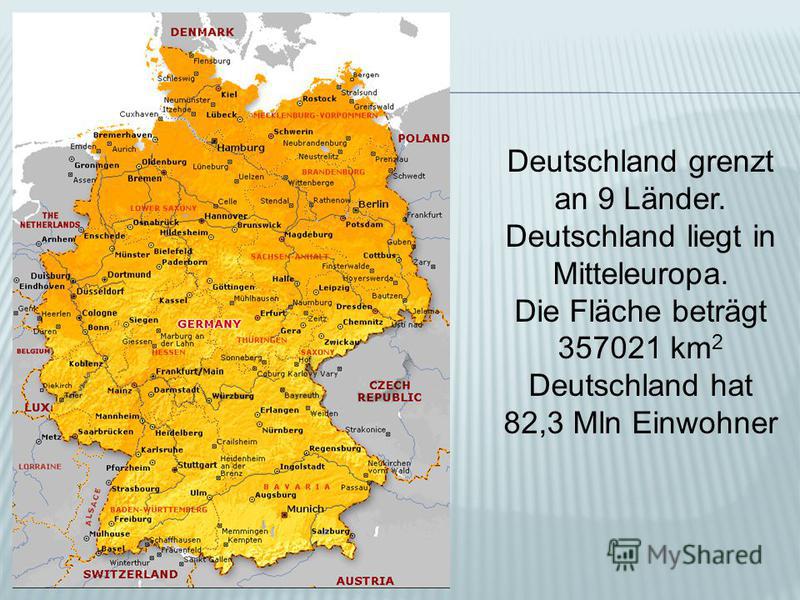 DENMARK
Flensburg
Schleswig
Bergen
Stralsund
Kiel
Rostock
Greifswald
Neumünster
Itzehoe
Cuxhaven
Lübeck
MECKLENBURG-VORPOMMERN
Bremerhaven
Schwerin
POLAND
Emden
Aurich
Hamburg
Neubrandenburg
Groningen
Oldenburg
Lüneburg
Neustrelitz
Prenzlau
Assen
Bremen
Uelzen
BRANDENBURG
Schwedt
Wittenberge
LOWER SAXONY
Celle
Stendal
Rathenow
Berlin
THE
NETHERLANDS
Osnabrück
Hannover
Potsdam
Frankfurt
Arnhem
Enschede
Hildesheim
Brunswick
Magdeburg
Münster
Bielefeld
SACHSEN-ANHALT
Guben
Paderborn
Cottbus
Duisburg
Dortmund
Göttingen
Halle
Finsterwalde
Zary
Eindhoven
Düsseldorf
Kassel
Leipzig
Hoyerswerda
Mühlhausen
Naumburg
Bautzen
Genk
Heerlen
Cologne
Siegen
Erfurt
Gera
Dresden
Düren
Bonn
GERMANY
Zeitz
Chemnitz
Usti nad
Marburg an
der Lahn
THURINGIA
Zwickau
BELGIUM
HESSEN
SAXONY
Koblenz
Sonneberg
Frankfurt/Main
Coburg
Karlovy Vary
Diekirch
Trier
Mainz
Darmstadt
Bayreuth
CZECH
REPUBLIC
LUX.
Würzburg
Weiden
Mannheim
Erlangen
Metz
Saarbrücken
Heidelberg
Nürnberg
Strakonice
Crailsheim
LORRAINE
Karlsruhe
Heidenheim
an der
Brenz
Regensburg
Pforzheim
Stuttgart
Ingolstadt
Neukirchen
vorm Wald
ALSACE
Strasbourg
Ulm
BAVARIA
Passau
Augsburg
BADEN-WÜRTTEMBERG
Munich
Freiburg
Memmingen
Salzburg
Mulhouse
Schaffhausen
Kempten
Basel
Frauenfeld
Winterthur
Sankt Gallen
SWITZERLAND
AUSTRIA
Deutschland grenzt
an 9 Länder.
Deutschland liegt in
Mitteleuropa.
Die Fläche beträgt
357021 km²
Deutschland hat
82,3 Mln Einwohner
MyShared